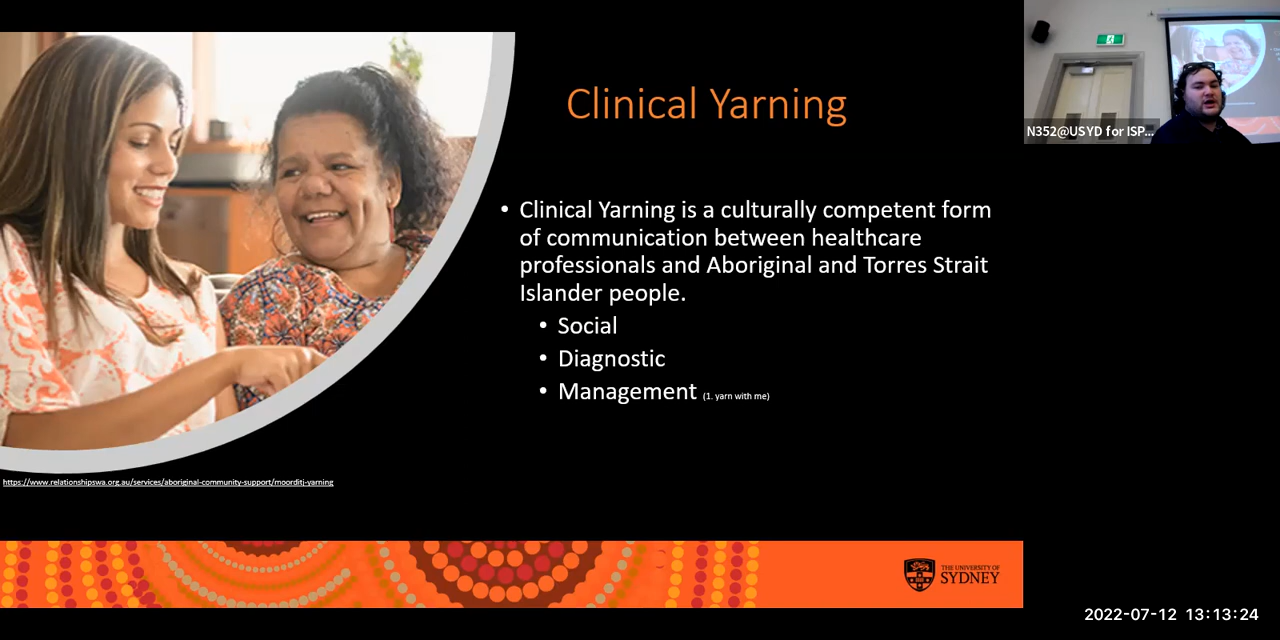 Clinical Yarning
• Clinical Yarning is a culturally competent form
of communication between healthcare
professionals and Aboriginal and Torres Strait
Islander people.
• Social
• Diagnostic
• Management (1. yarn with me)
https://www.relationshipswa.org.au/services/aboriginal-community-support/moorditj-yarning
THE UNIVERSITY OF
SYDNEY
N352@USYD for ISP...
2022-07-12 13:13:24